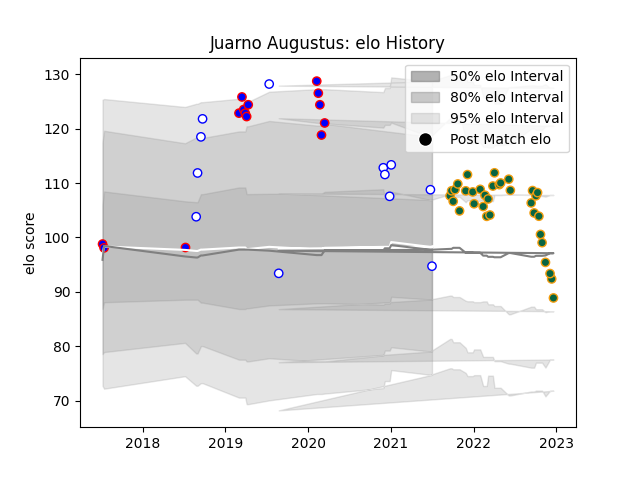 Juarno Augustus: elo History
130
120
110
100
90
80
70
elo score
50% elo Interval
80% elo Interval
95% elo Interval
Post Match elo
2018
2019
2020
2021
2022
2023